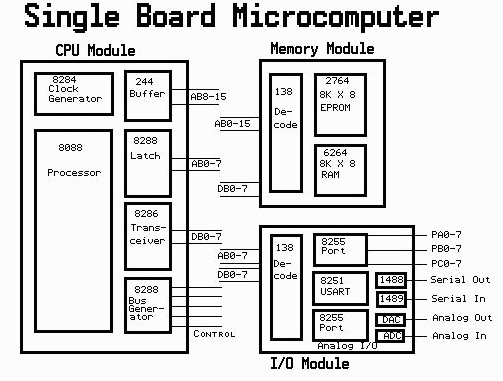 Single Board Microcomputer
CPU Module
8284
Clock
Generator
244
Buffer
AB8-15
8088
Processor
8288
Latch
AB0-7
8286
Trans-
ceiver
DB0-7
8288
Bus
Gener-
ator
CONTROL
Memory Module
AB0-15
DB0-7
138
De-
code
2764
8K X 8
EPROM
6264
8K X 8
RAM
AB0-7
DB0-7
138
De-
code
8255
Port
PA0-7
PB0-7
PC0-7
8251
USART
1488
Serial Out
1489
Serial In
8255
Port
Analog I/O
DAC
Analog Out
ADC
Analog In
I/O Module